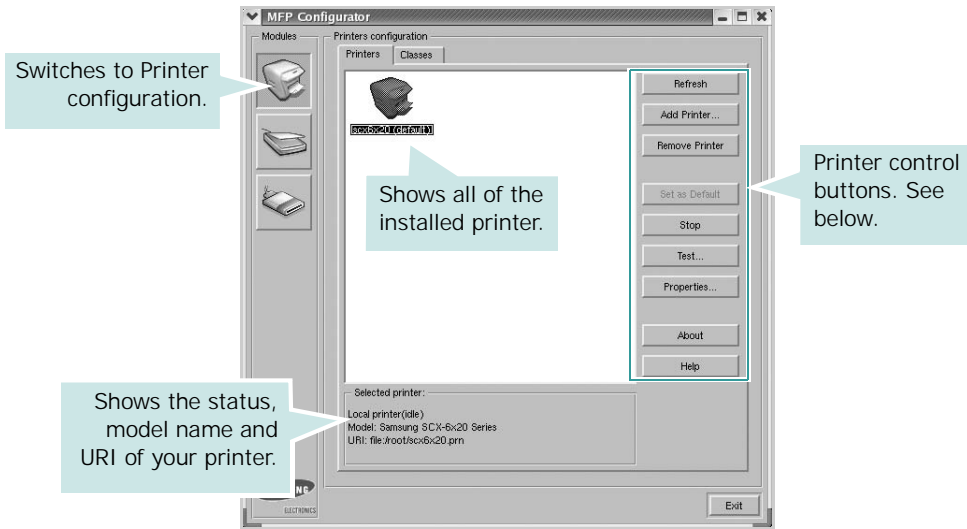 MFP Configurator
Modules
Printers configuration
Printers
Classes
Switches to Printer
configuration.
scx6x20 (default)
Shows all of the
installed printer.
Refresh
Add Printer...
Remove Printer
Set as Default
Stop
Test...
Properties...
About
Help
Printer control
buttons. See
below.
Shows the status,
model name and
URI of your printer.
Selected printer:
Local printer(idle)
Model: Samsung SCX-6x20 Series
URI: file:/root/scx6x20.prn
ELECTRONICS
Exit